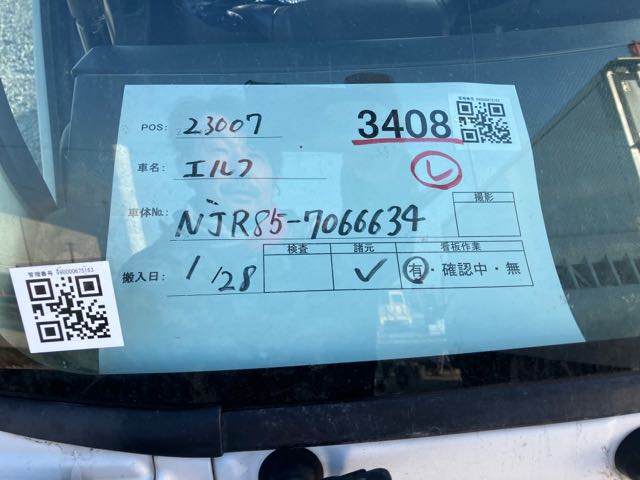 POS: 23007
3408
車名: エルフ
レ
車体No.: NJR85-7066634
撮影
検査 諸元 看板作業
搬入日: 1/28 ✓ 有・確認中・無
管理番号